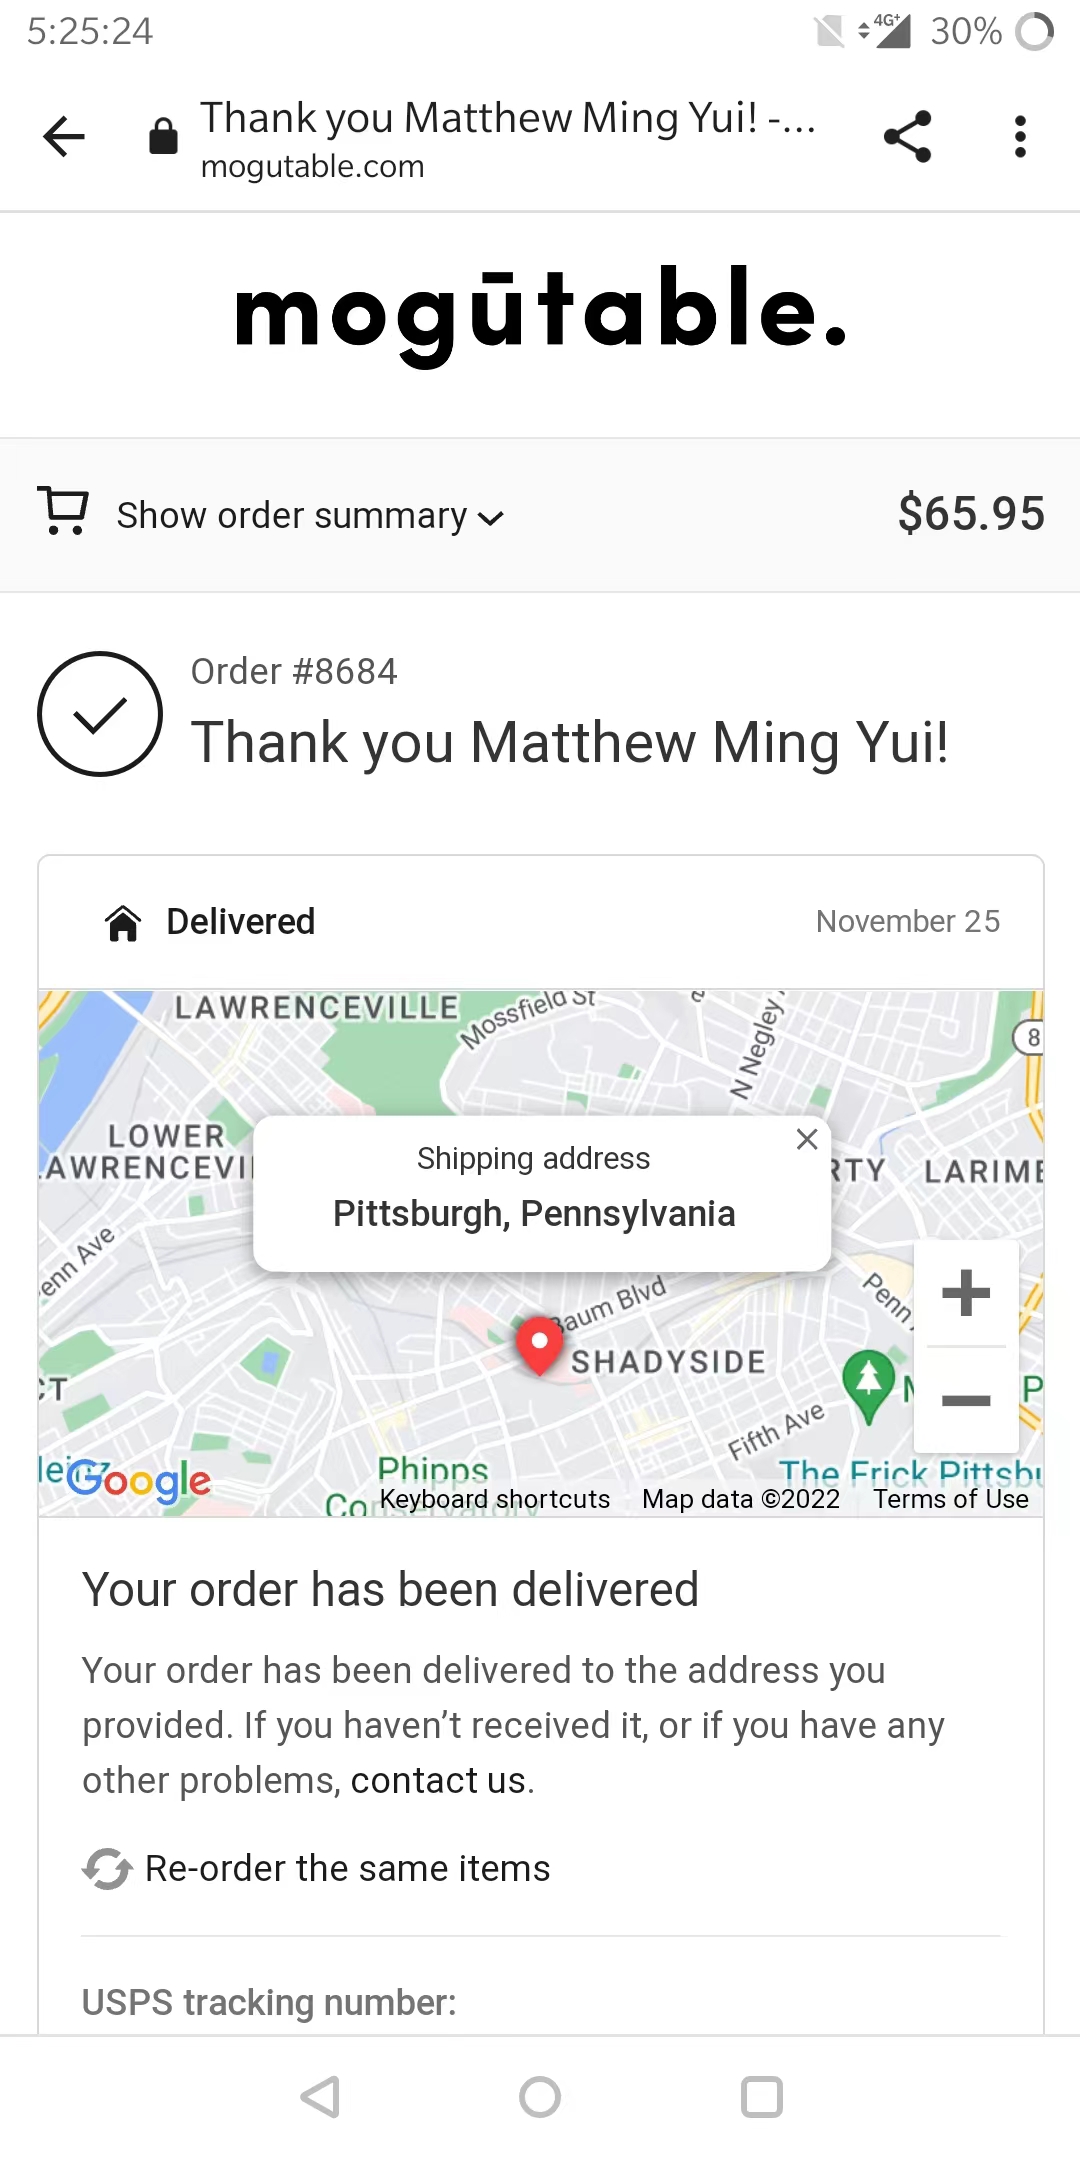 5:25:24
4G+
30%
Thank you Matthew Ming Yui! -...
mogutable.com
mogūtable.
Show order summary
$65.95
Order #8684
Thank you Matthew Ming Yui!
Delivered
November 25
LAWRENCEVILLE
Mossfield St
N Negley
8
LOWER
AWRENCEVI
Shipping address
Pittsburgh, Pennsylvania
RTY
LARIME
enn Ave
Baum Blvd
Penn
SHADYSIDE
CT
Fifth Ave
P
Phipps
Conservatory
The Frick Pittsbu
Google
Keyboard shortcuts
Map data ©2022
Terms of Use
Your order has been delivered
Your order has been delivered to the address you
provided. If you haven’t received it, or if you have any
other problems, contact us.
Re-order the same items
USPS tracking number: